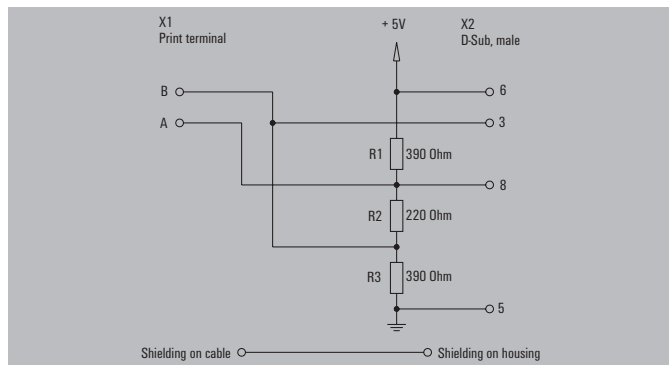 X1
Print terminal
+ 5V
X2
D-Sub, male
B
6
A
3
R1
390 Ohm
8
R2
220 Ohm
R3
390 Ohm
5
Shielding on cable
Shielding on housing